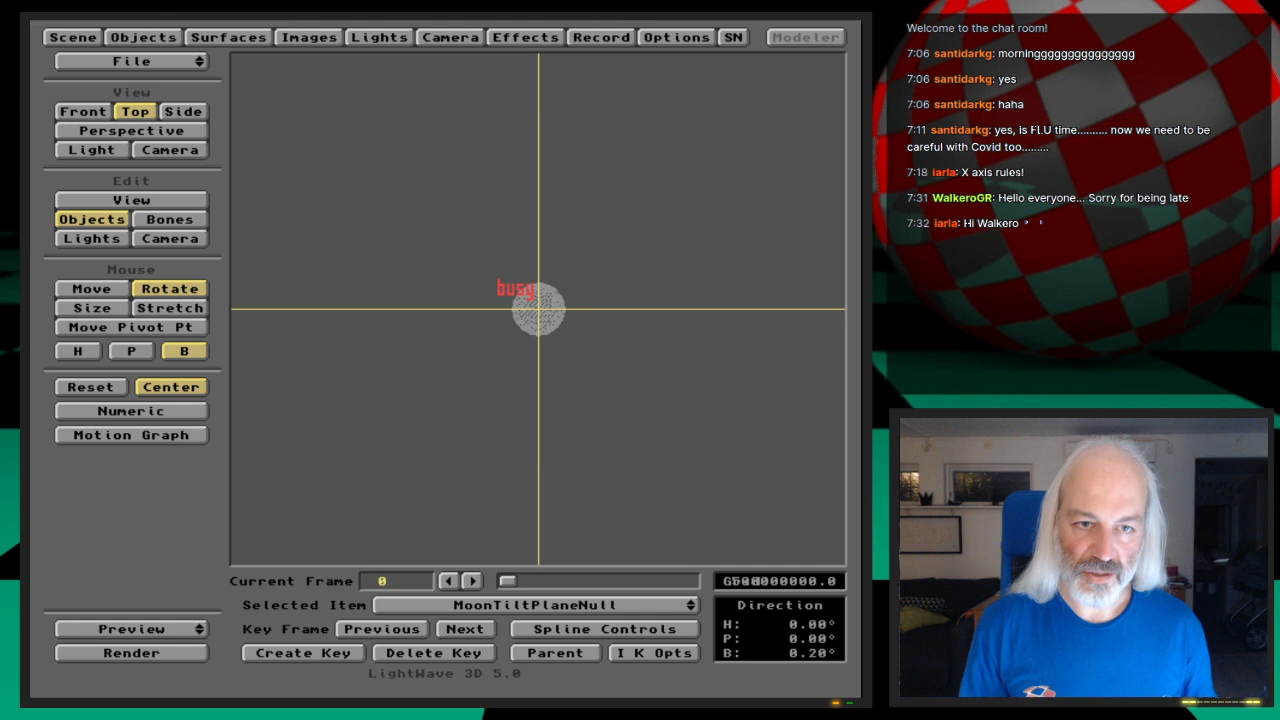 Scene Objects Surfaces Images Lights Camera Effects Record Options SN Modeler
File
View
Front Top Side
Perspective
Light Camera
Edit
View
Objects Bones
Lights Camera
Mouse
Move Rotate
Size Stretch
Move Pivot Pt
H P B
Reset Center
Numeric
Motion Graph
busy
Current Frame 0
Selected Item MoonTiltPlaneNull
Key Frame Previous Next Spline Controls
Create Key Delete Key Parent I K Opts
Direction
H: 0.00°
P: 0.00°
B: 0.20°
Preview
Render
LightWave 3D 5.0
Welcome to the chat room!
7:06 santidarkg: morningggggggggggggggg
7:06 santidarkg: yes
7:06 santidarkg: haha
7:11 santidarkg: yes, is FLU time.......... now we need to be
careful with Covid too.........
7:18 iarla: X axis rules!
7:31 WalkeroGR: Hello everyone... Sorry for being late
7:32 iarla: Hi Walkero